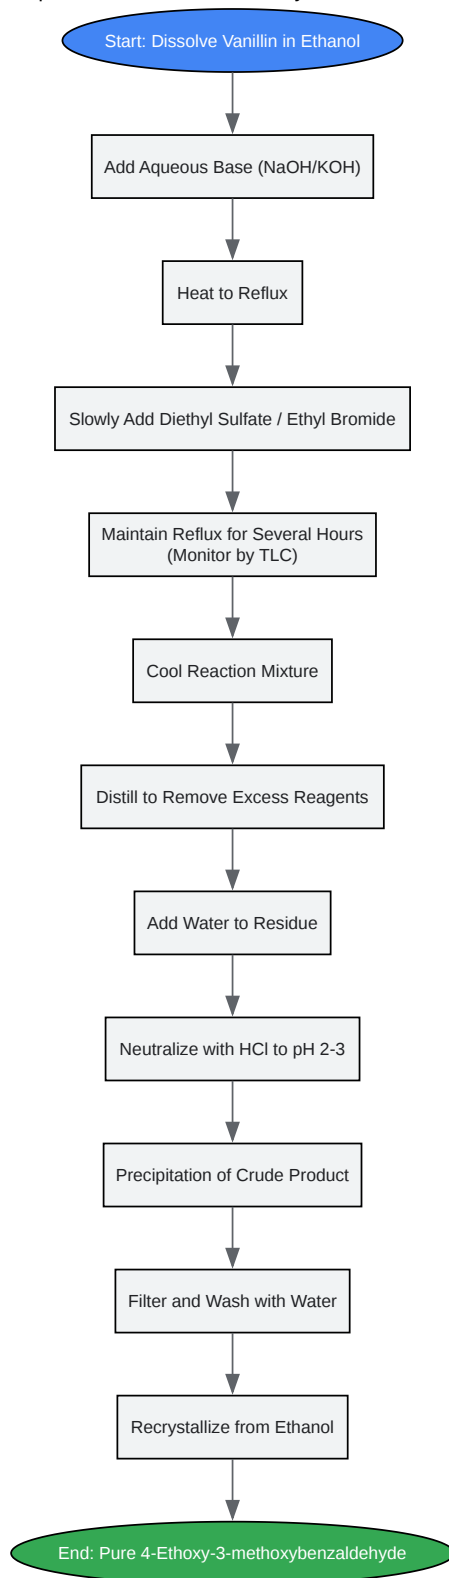 Start: Dissolve Vanillin in Ethanol
Add Aqueous Base (NaOH/KOH)
Heat to Reflux
Slowly Add Diethyl Sulfate / Ethyl Bromide
Maintain Reflux for Several Hours
(Monitor by TLC)
Cool Reaction Mixture
Distill to Remove Excess Reagents
Add Water to Residue
Neutralize with HCl to pH 2-3
Precipitation of Crude Product
Filter and Wash with Water
Recrystallize from Ethanol
End: Pure 4-Ethoxy-3-methoxybenzaldehyde